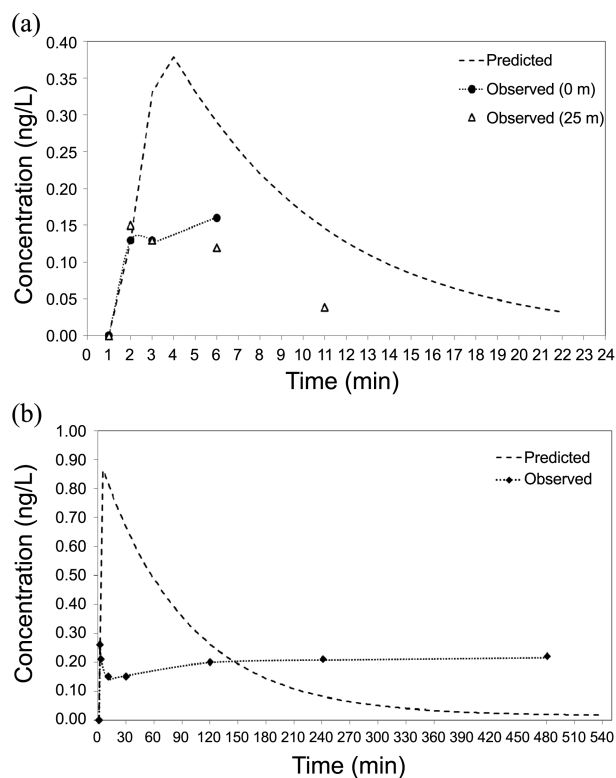 (a)
Concentration (ng/L)
0.40
0.35
0.30
0.25
0.20
0.15
0.10
0.05
0.00
Predicted
Observed (0 m)
Observed (25 m)
0 1 2 3 4 5 6 7 8 9 10 11 12 13 14 15 16 17 18 19 20 21 22 23 24
Time (min)
(b)
Concentration (ng/L)
1.00
0.90
0.80
0.70
0.60
0.50
0.40
0.30
0.20
0.10
0.00
Predicted
Observed
0 30 60 90 120 150 180 210 240 270 300 330 360 390 420 450 480 510 540
Time (min)